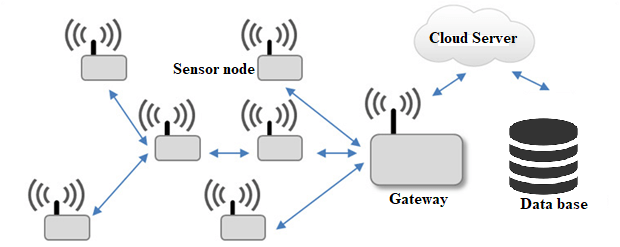 Cloud Server
Sensor node
Gateway
Data base